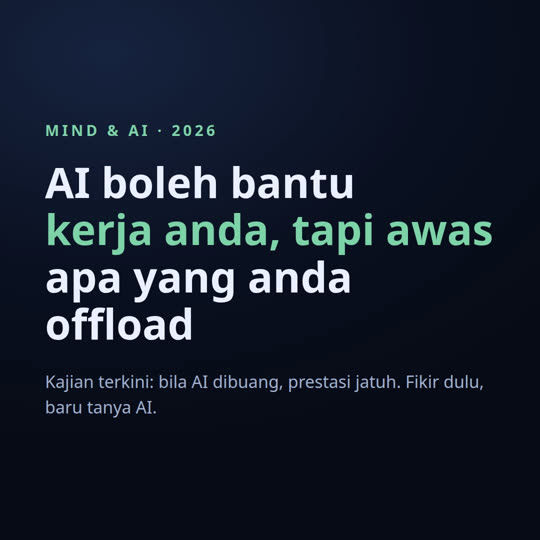 MIND & AI · 2026
AI boleh bantu
kerja anda, tapi awas
apa yang anda
offload
Kajian terkini: bila AI dibuang, prestasi jatuh. Fikir dulu,
baru tanya AI.